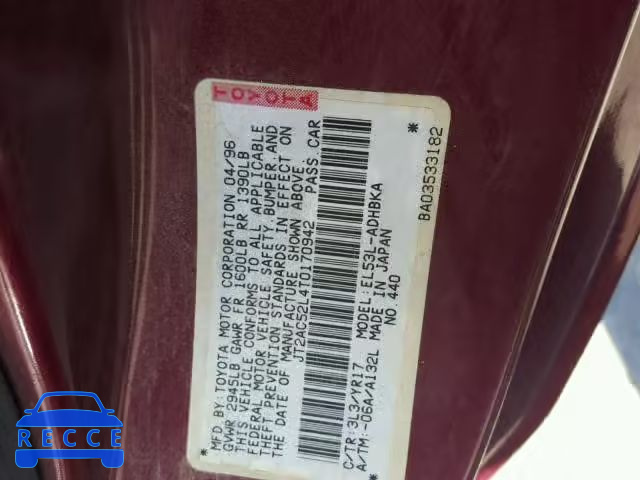 TOYOTA
* MFD BY: TOYOTA MOTOR CORPORATION 04/96
GVWR 2945LB GAWR FR 1600LB RR 1390LB
THIS VEHICLE CONFORMS TO ALL APPLICABLE
FEDERAL MOTOR VEHICLE SAFETY, BUMPER, AND
THEFT PREVENTION STANDARDS IN EFFECT ON
THE DATE OF MANUFACTURE SHOWN ABOVE.
JT2AC52L4T0170942 PASS. CAR
C/TR: 3L3/YR17 MODEL: EL53L-ADHBKA
A/TM: -06A/A132L MADE IN JAPAN
NO 440
* BA03533182 *
RECCE